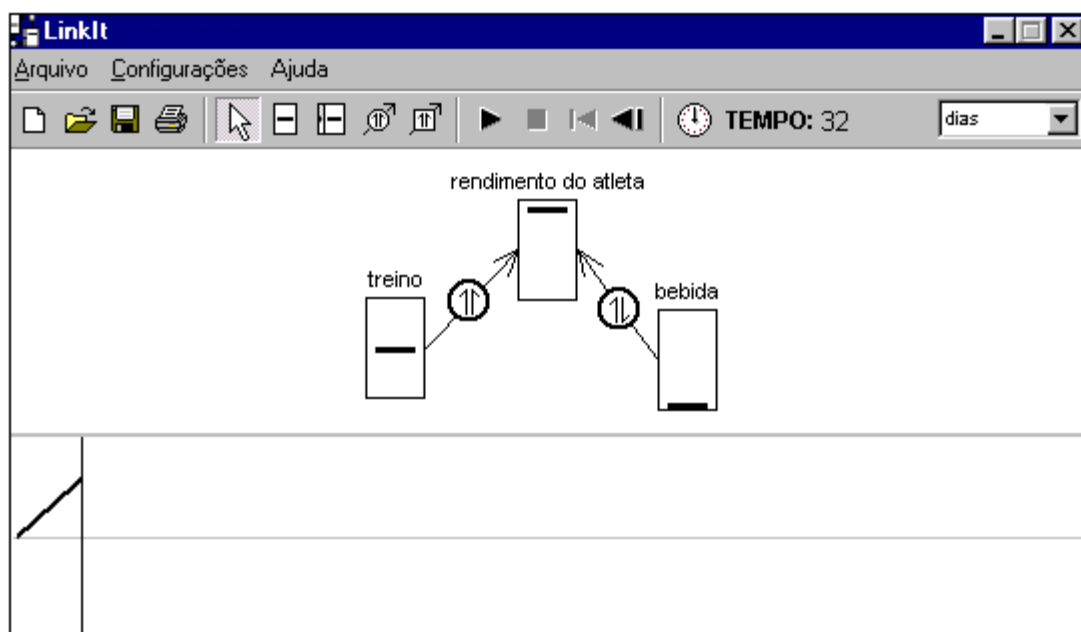 LinkIt
Arquivo Configurações Ajuda
TEMPO: 32 dias
rendimento do atleta
treino
bebida